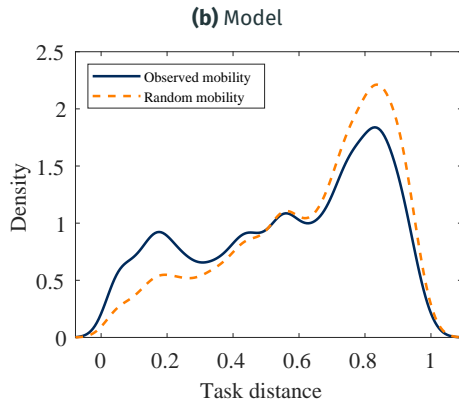 (b) Model
2.5
2
1.5
1
0.5
0
Density
Observed mobility
Random mobility
0 0.2 0.4 0.6 0.8 1
Task distance